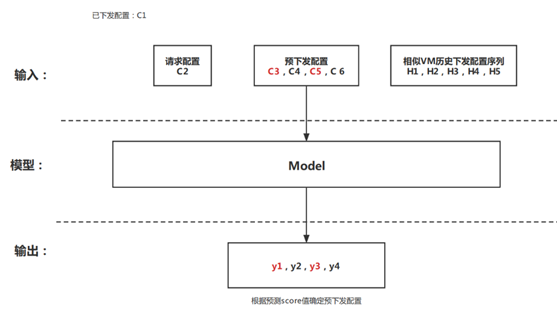 已下发配置：C1
输入：
请求配置
C2
预下发配置
C3，C4，C5，C 6
相似VM历史下发配置序列
H1，H2，H3，H4，H5
模型：
Model
输出：
y1，y2，y3，y4
根据预测score值确定预下发配置